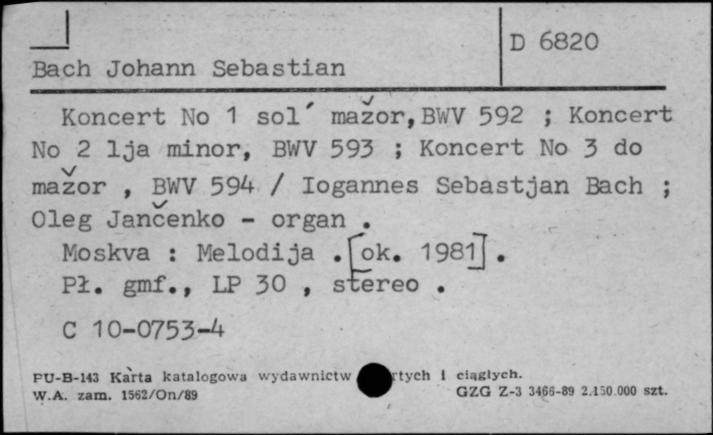 D 6820
Bach Johann Sebastian
Koncert No 1 sol´ mažor, BWV 592 ; Koncert
No 2 lja minor, BWV 593 ; Koncert No 3 do
mažor , BWV 594 / Iogannes Sebastjan Bach ;
Oleg Jančenko - organ .
Moskva : Melodija . [ok. 1981] .
Pł. gmf., LP 30 , stereo .
C 10-0753-4
PU-B-143 Karta katalogowa wydawnictw i ciągłych.
W.A. zam. 1562/On/89 GZG Z-3 3466-89 2.150.000 szt.